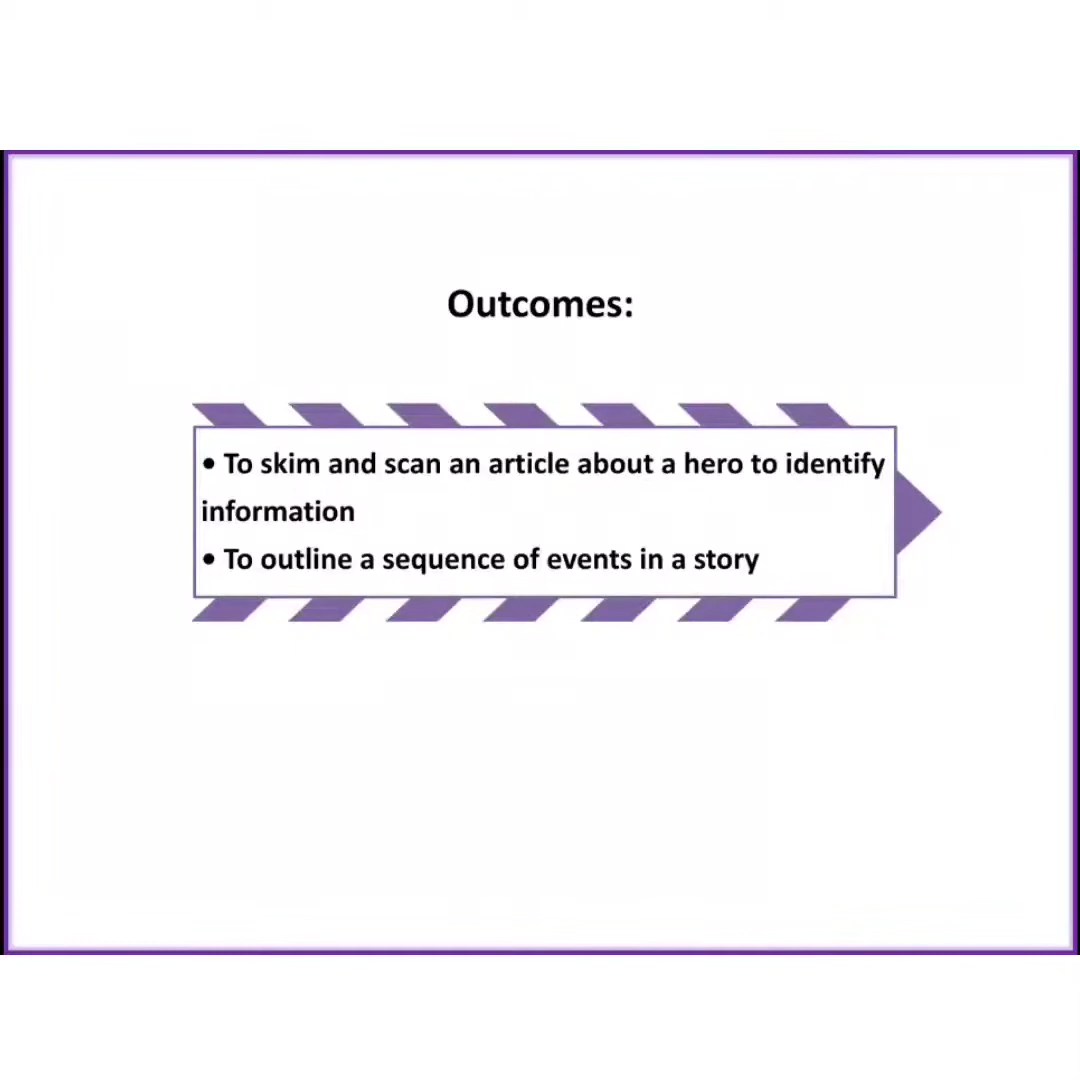 Outcomes:
• To skim and scan an article about a hero to identify
information
• To outline a sequence of events in a story